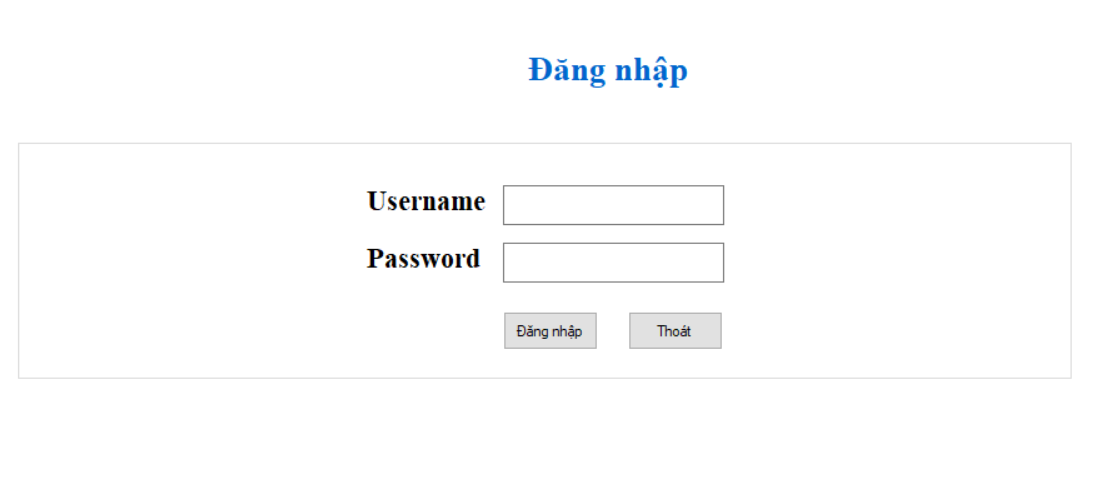 Đăng nhập
Username
Password
Đăng nhập Thoát